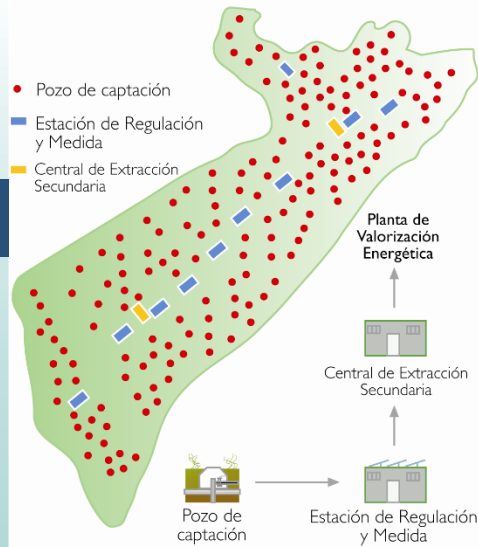 Pozo de captación
Estación de Regulación
y Medida
Central de Extracción
Secundaria
Planta de
Valorización
Energética
Central de Extracción
Secundaria
Pozo de
captación
Estación de Regulación
y Medida